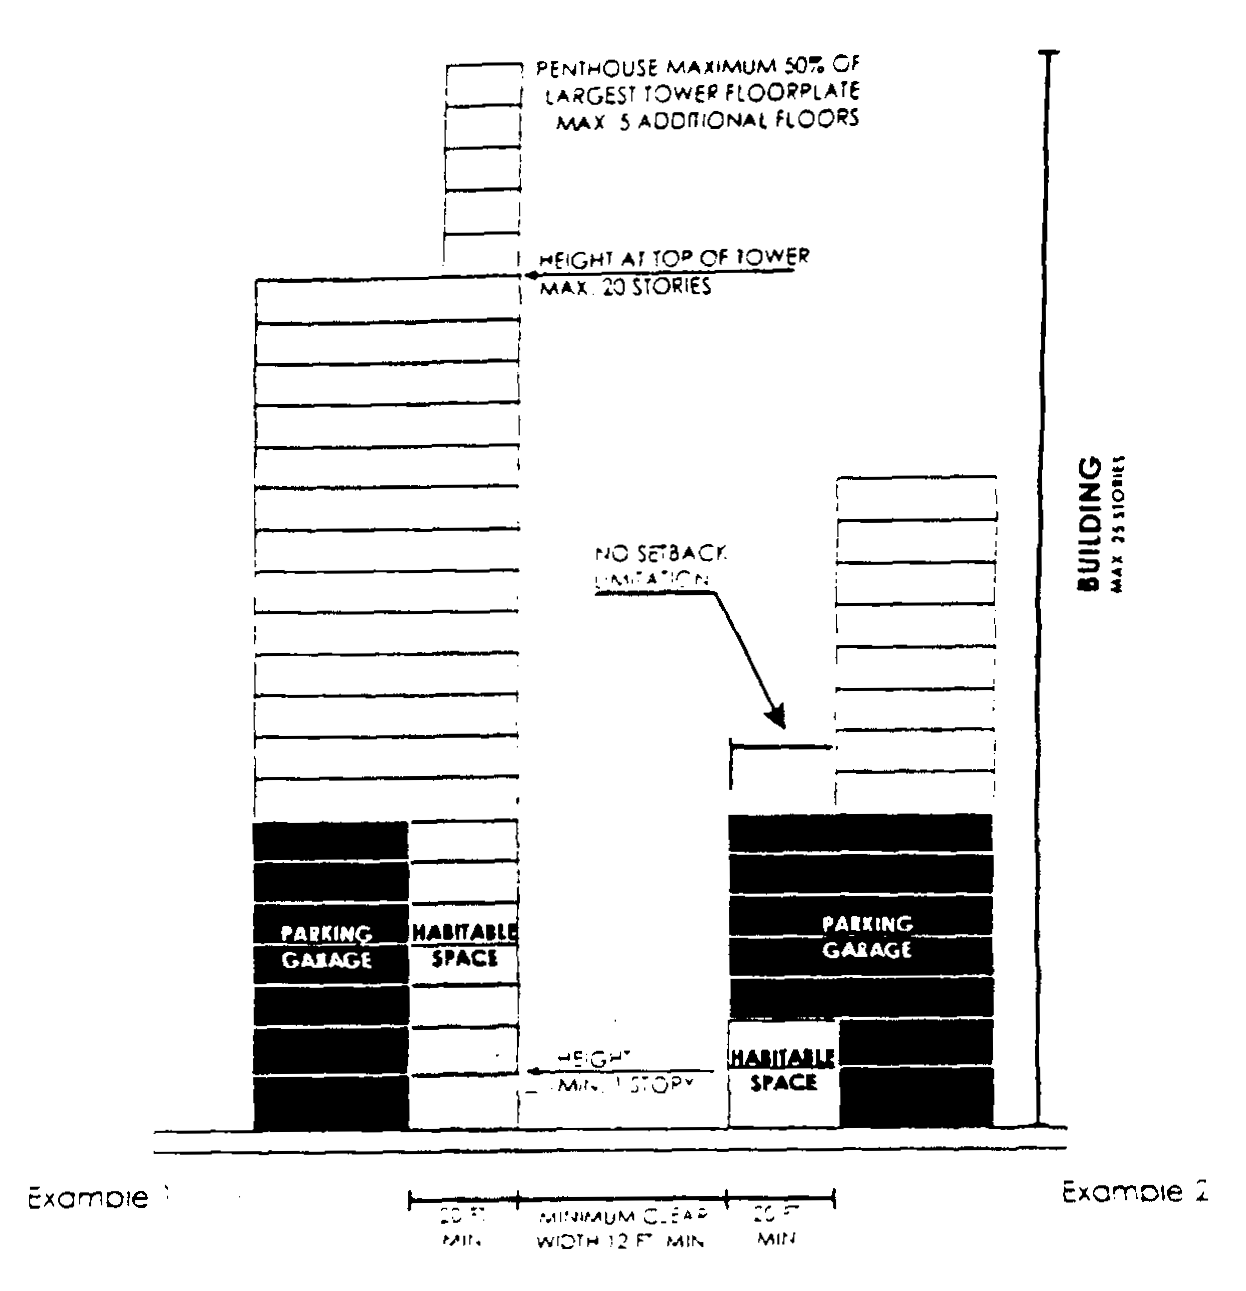 PENTHOUSE MAXIMUM 50% OF
LARGEST TOWER FLOORPLATE
MAX. 5 ADDITIONAL FLOORS
HEIGHT AT TOP OF TOWER
MAX. 20 STORIES
BUILDING
MAX 25 STORIES
NO SETBACK
LIMITATION
PARKING
GARAGE
HABITABLE
SPACE
PARKING
GARAGE
HEIGHT
MIN. 1 STORY
HABITABLE
SPACE
Example 1
Example 2
20 FT
MIN
MINIMUM CLEAR
WIDTH 12 FT MIN
20 FT
MIN